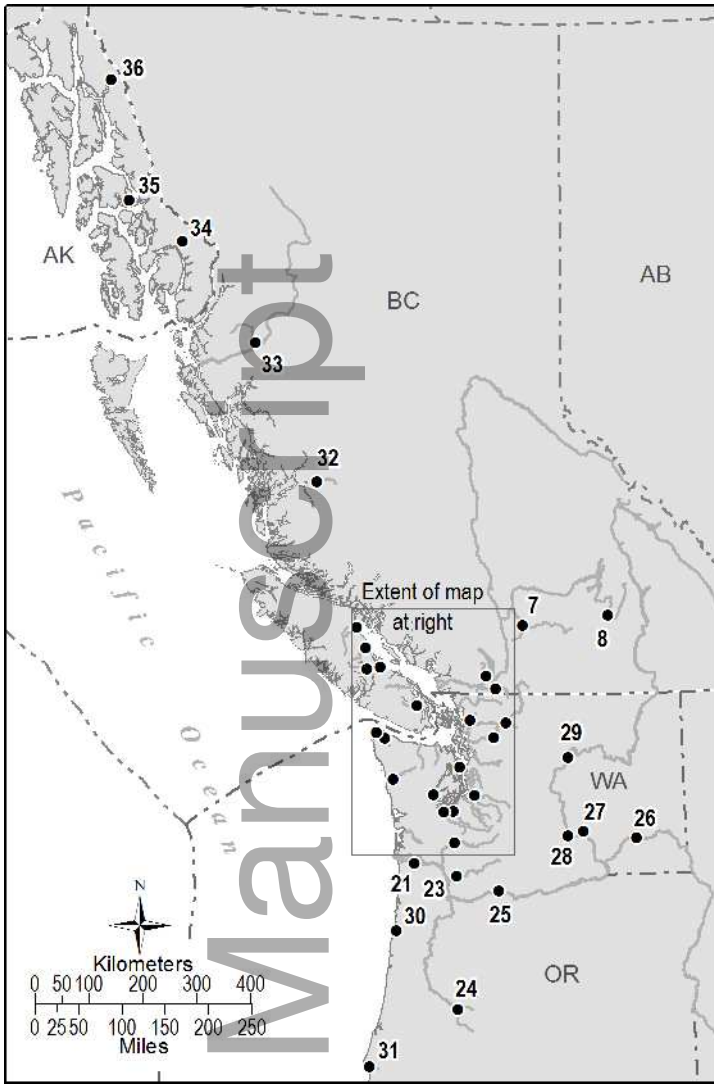 36
35
34
AK
AB
BC
33
32
Pacific
Ocean
Extent of map
at right
7
8
29
WA
27
26
28
21
23
25
30
N
Kilometers
0 50 100 200 300 400
0 25 50 100 150 200 250
Miles
OR
24
31
Manuscript